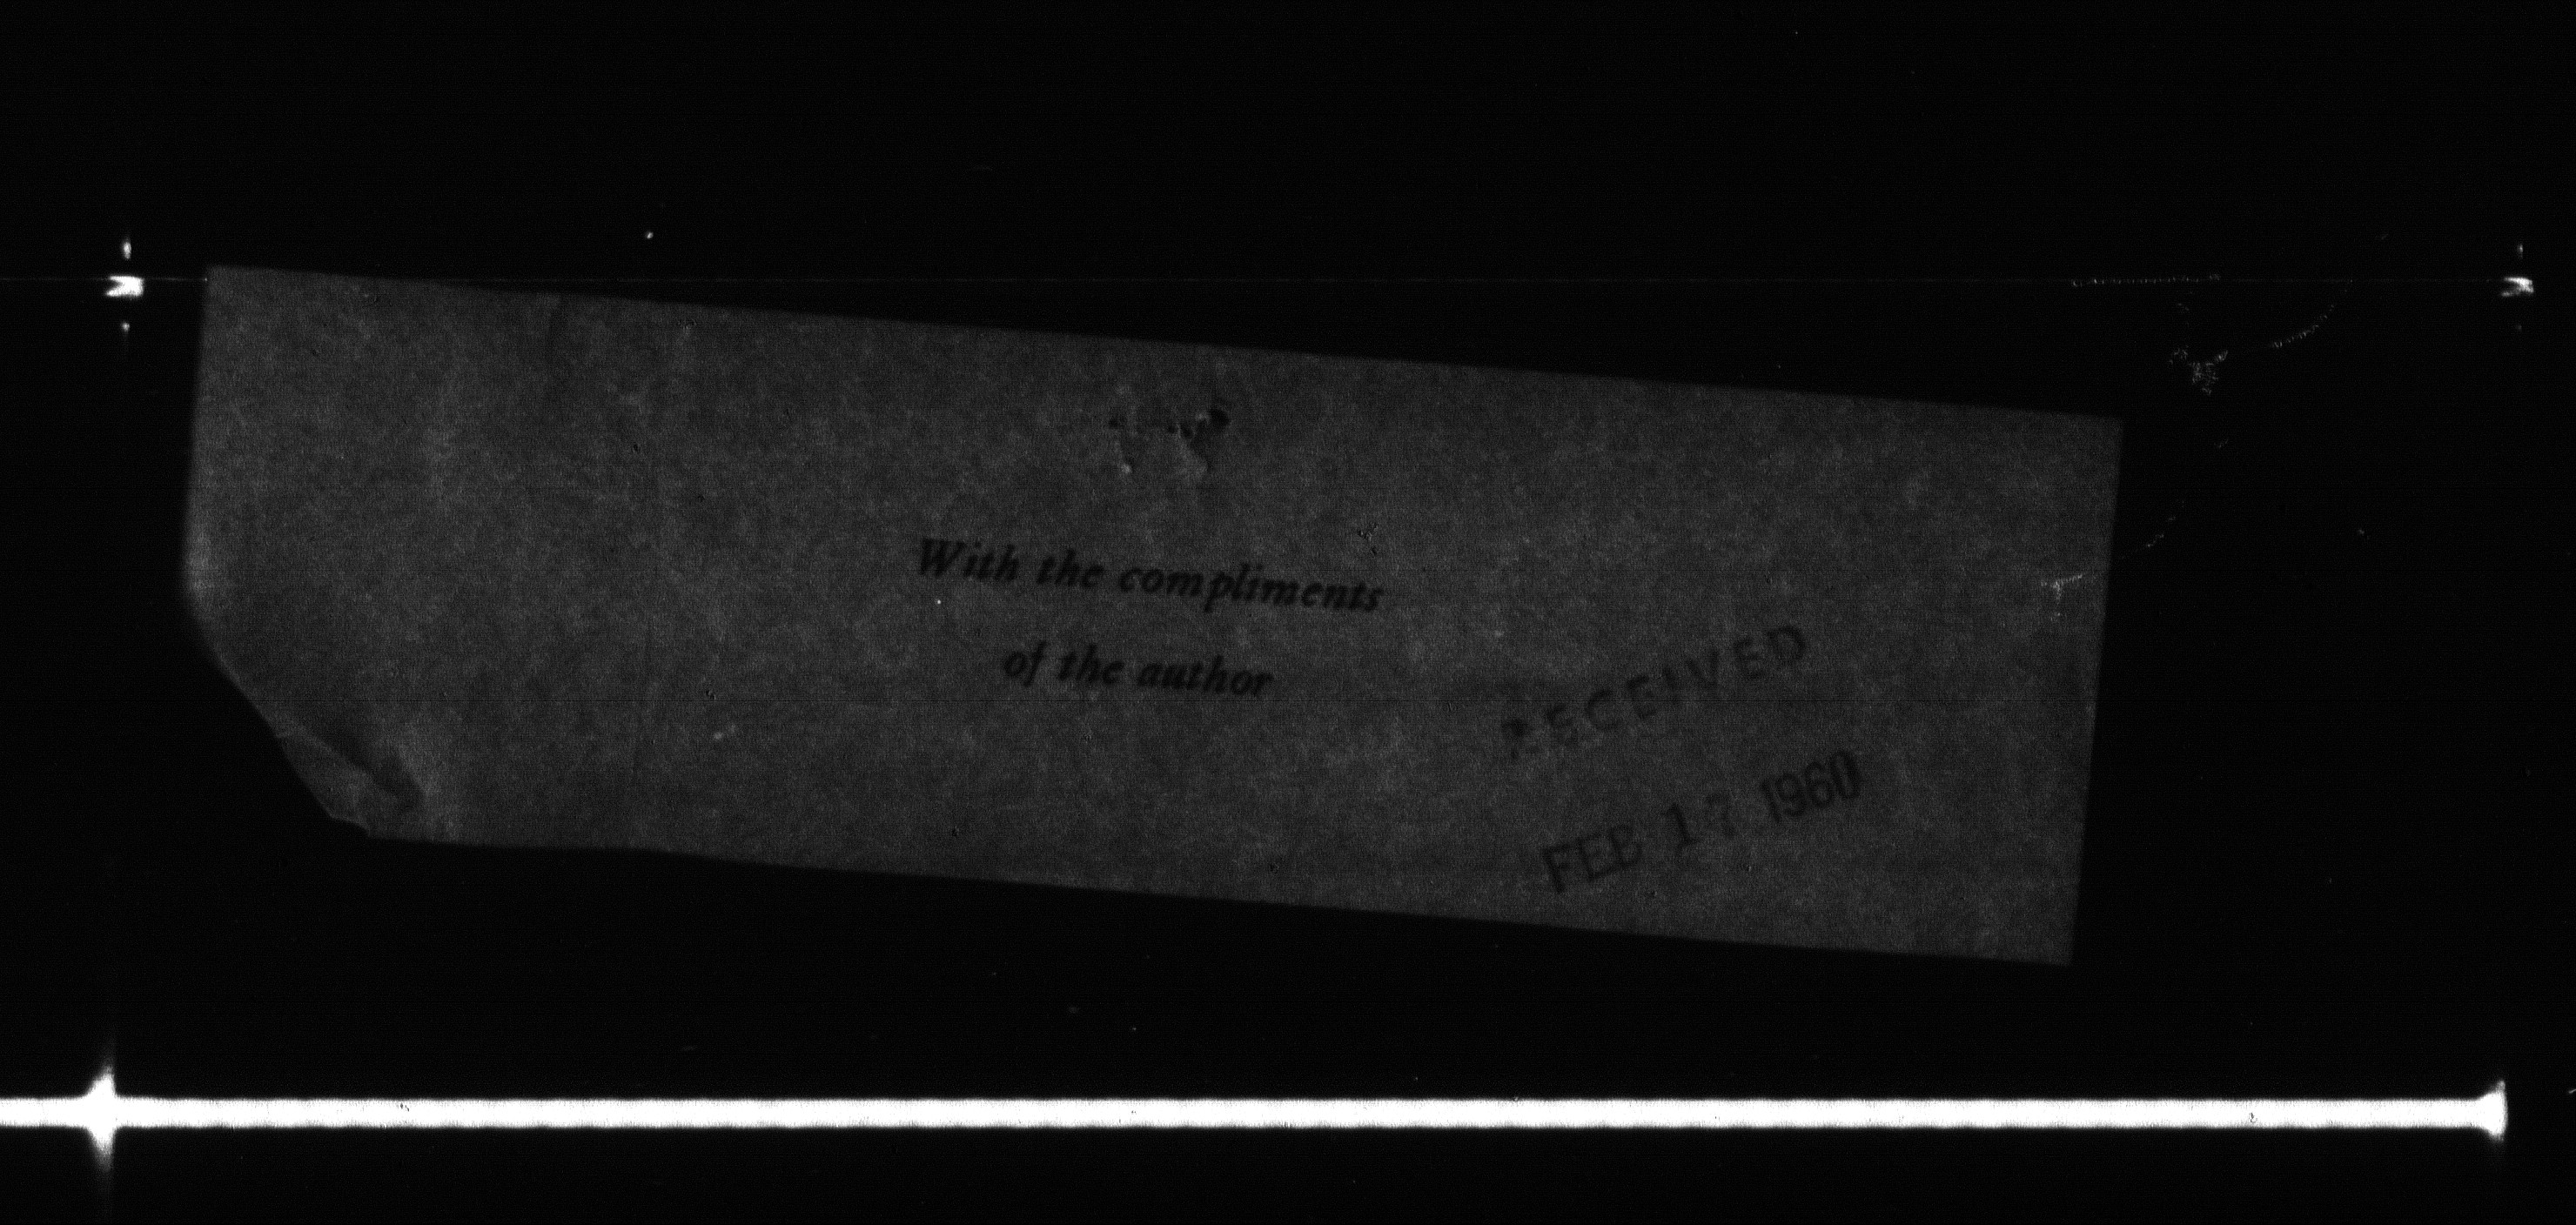 With the compliments
of the author
RECEIVED
FEB 17 1960